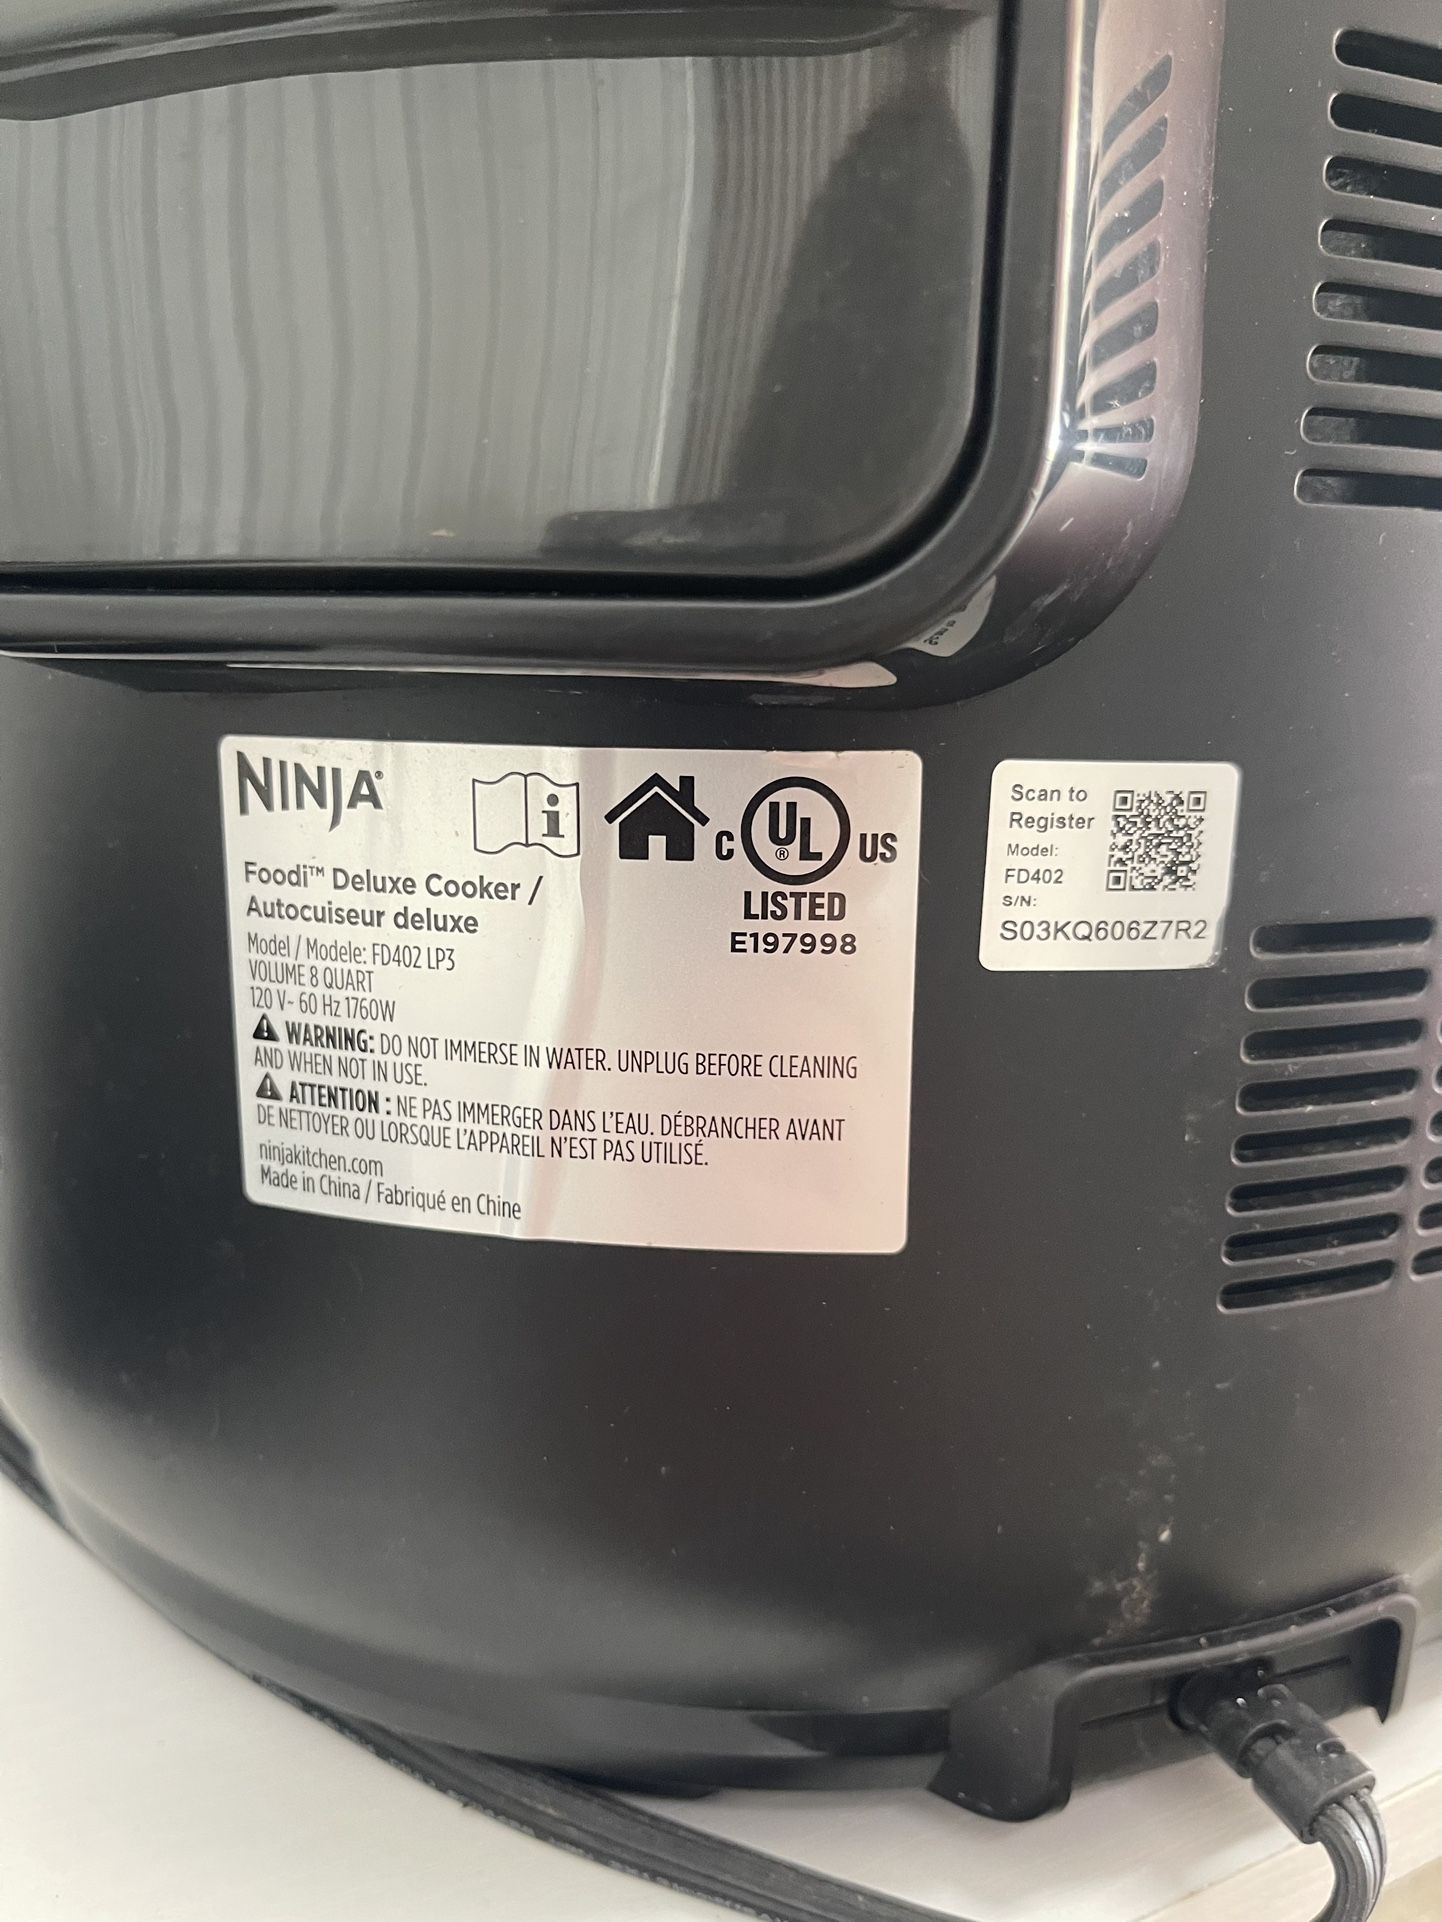 NINJA®
Foodi™ Deluxe Cooker /
Autocuiseur deluxe
Model / Modele: FD402 LP3
VOLUME 8 QUART
120 V~ 60 Hz 1760W
WARNING: DO NOT IMMERSE IN WATER. UNPLUG BEFORE CLEANING
AND WHEN NOT IN USE.
ATTENTION : NE PAS IMMERGER DANS L'EAU. DÉBRANCHER AVANT
DE NETTOYER OU LORSQUE L'APPAREIL N'EST PAS UTILISÉ.
ninjakitchen.com
Made in China / Fabriqué en Chine
i
C UL® US
LISTED
E197998
Scan to
Register
Model:
FD402
S/N:
S03KQ606Z7R2